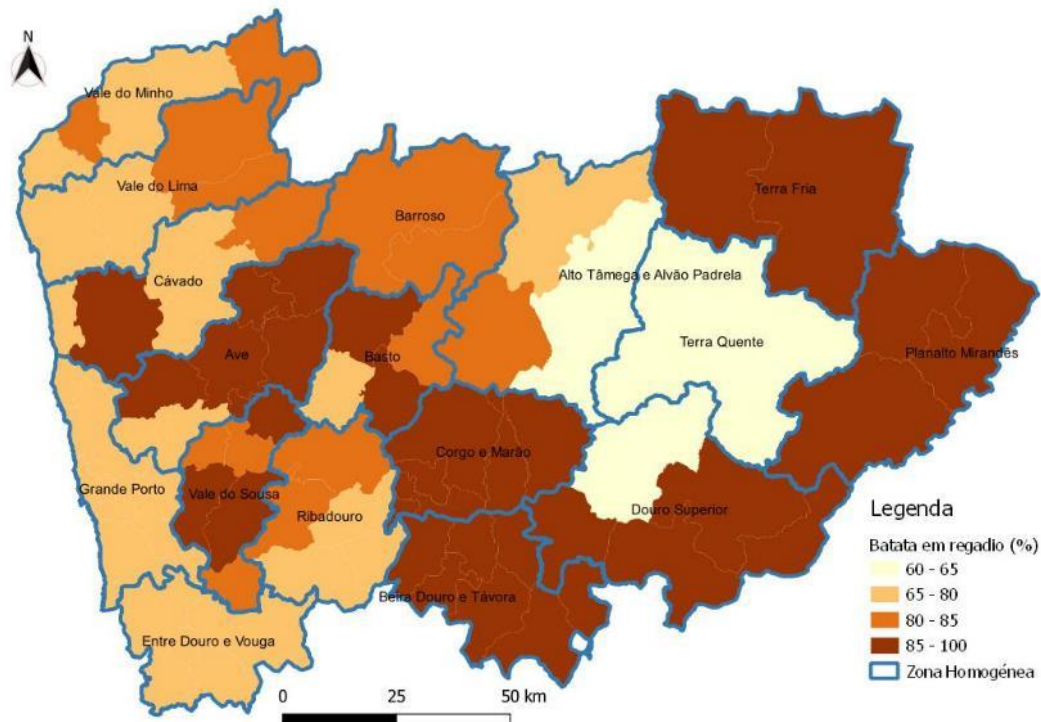 N
Vale do Minho
Terra Fria
Vale do Lima
Barroso
Alto Tâmega e Alvão Padrela
Cávado
Terra Quente
Planalto Mirandês
Ave
Basto
Corgo e Marão
Grande Porto
Vale do Sousa
Ribadouro
Douro Superior
Beira Douro e Távora
Entre Douro e Vouga
Legenda
Batata em regadio (%)
60 - 65
65 - 80
80 - 85
85 - 100
Zona Homogénea
0 25 50 km